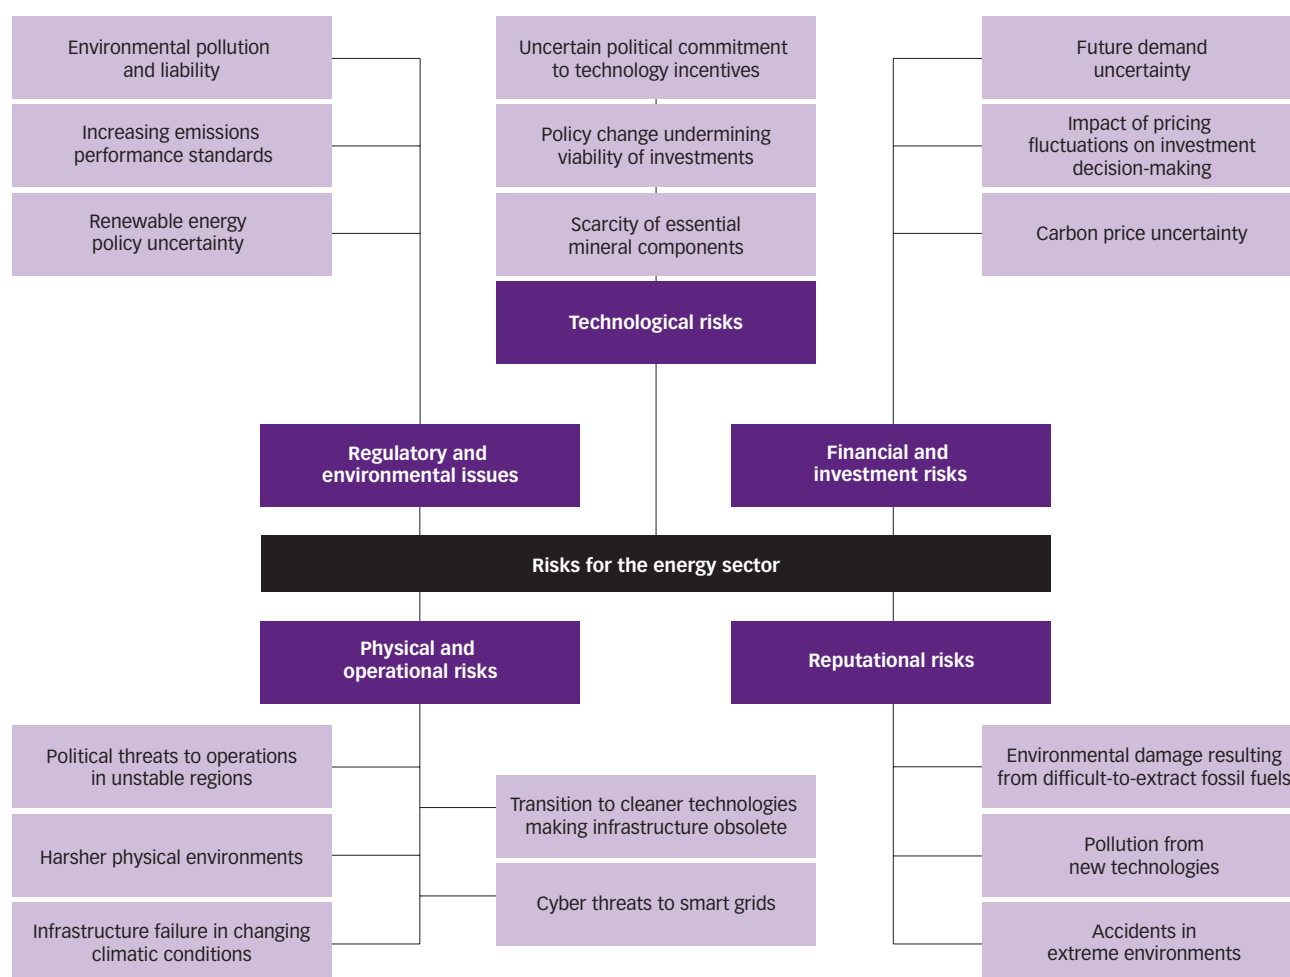 Environmental pollution
and liability
Increasing emissions
performance standards
Renewable energy
policy uncertainty
Uncertain political commitment
to technology incentives
Policy change undermining
viability of investments
Scarcity of essential
mineral components
Technological risks
Future demand
uncertainty
Impact of pricing
fluctuations on investment
decision-making
Carbon price uncertainty
Regulatory and
environmental issues
Financial and
investment risks
Risks for the energy sector
Physical and
operational risks
Reputational risks
Political threats to operations
in unstable regions
Harsher physical environments
Infrastructure failure in changing
climatic conditions
Transition to cleaner technologies
making infrastructure obsolete
Cyber threats to smart grids
Environmental damage resulting
from difficult-to-extract fossil fuels
Pollution from
new technologies
Accidents in
extreme environments